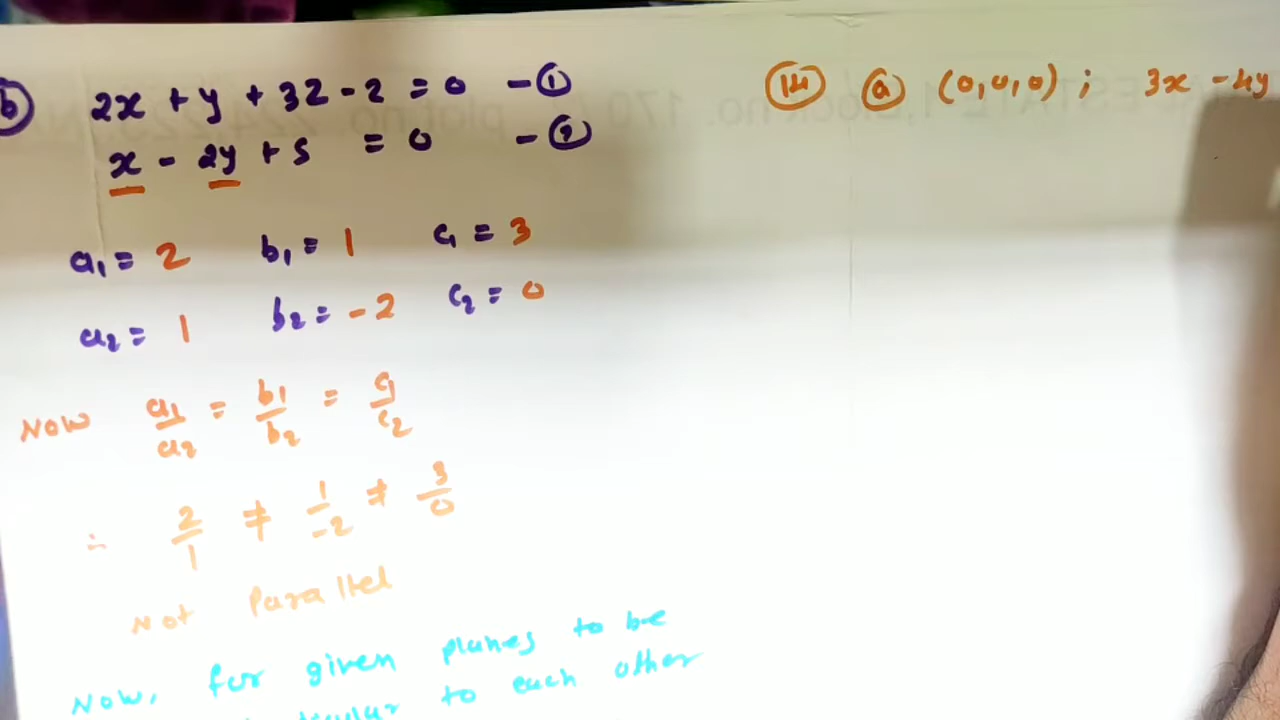 b 2x + y + 3z - 2 = 0 - ①
x - 2y + 5 = 0 - ②
a₁ = 2 b₁ = 1 c₁ = 3
a₂ = 1 b₂ = -2 c₂ = 0
Now a₁/a₂ = b₁/b₂ = c₁/c₂
∴ 2/1 ≠ 1/-2 ≠ 3/0
Not Parallel
Now, for given planes to be
to each other
14 a (0,0,0) ; 3x - 4y